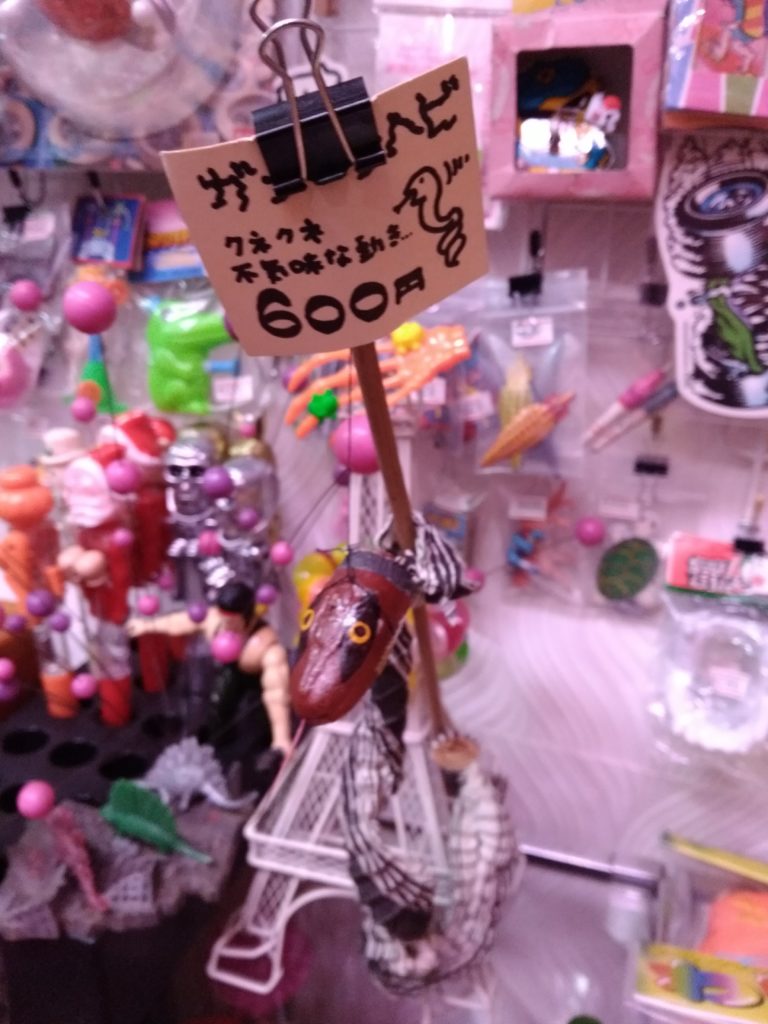 ザ ヘビ
クネクネ
不気味な動き...
600円